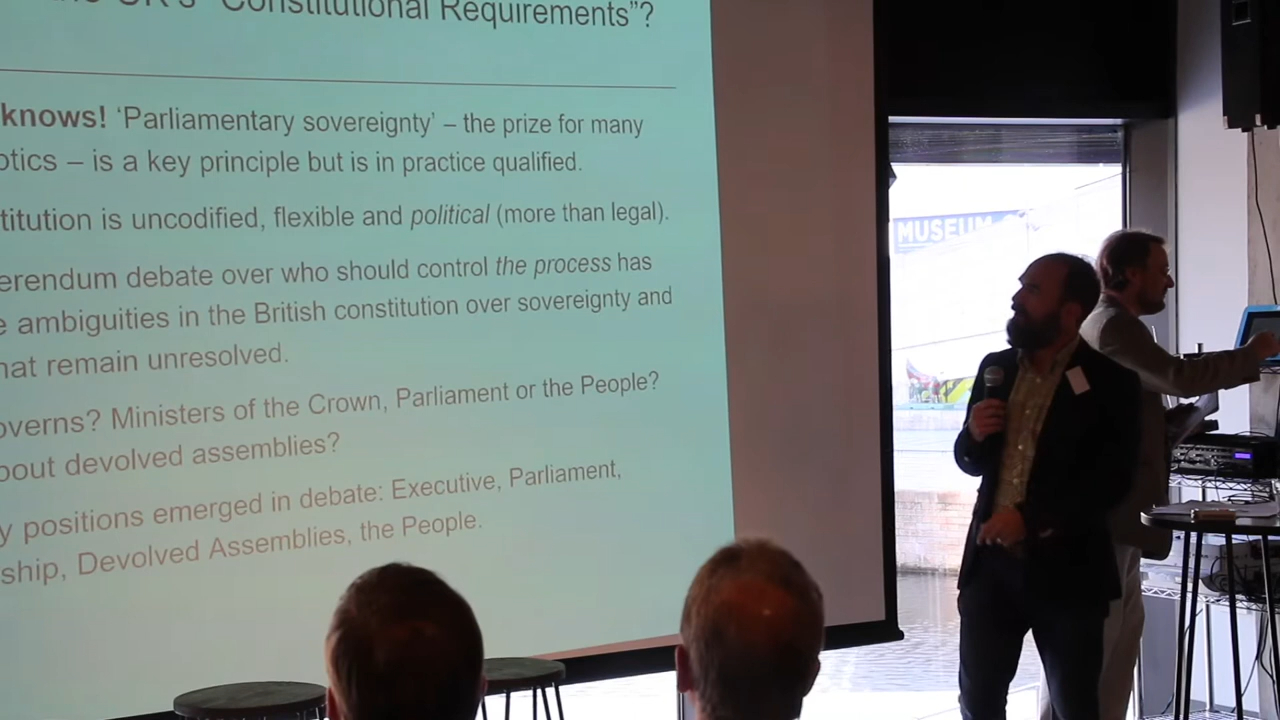 UK's "Constitutional Requirements"?
knows! 'Parliamentary sovereignty' – the prize for many
otics – is a key principle but is in practice qualified.
titution is uncodified, flexible and political (more than legal).
erendum debate over who should control the process has
e ambiguities in the British constitution over sovereignty and
hat remain unresolved.
overns? Ministers of the Crown, Parliament or the People?
bout devolved assemblies?
y positions emerged in debate: Executive, Parliament,
ship, Devolved Assemblies, the People.
MUSEUM